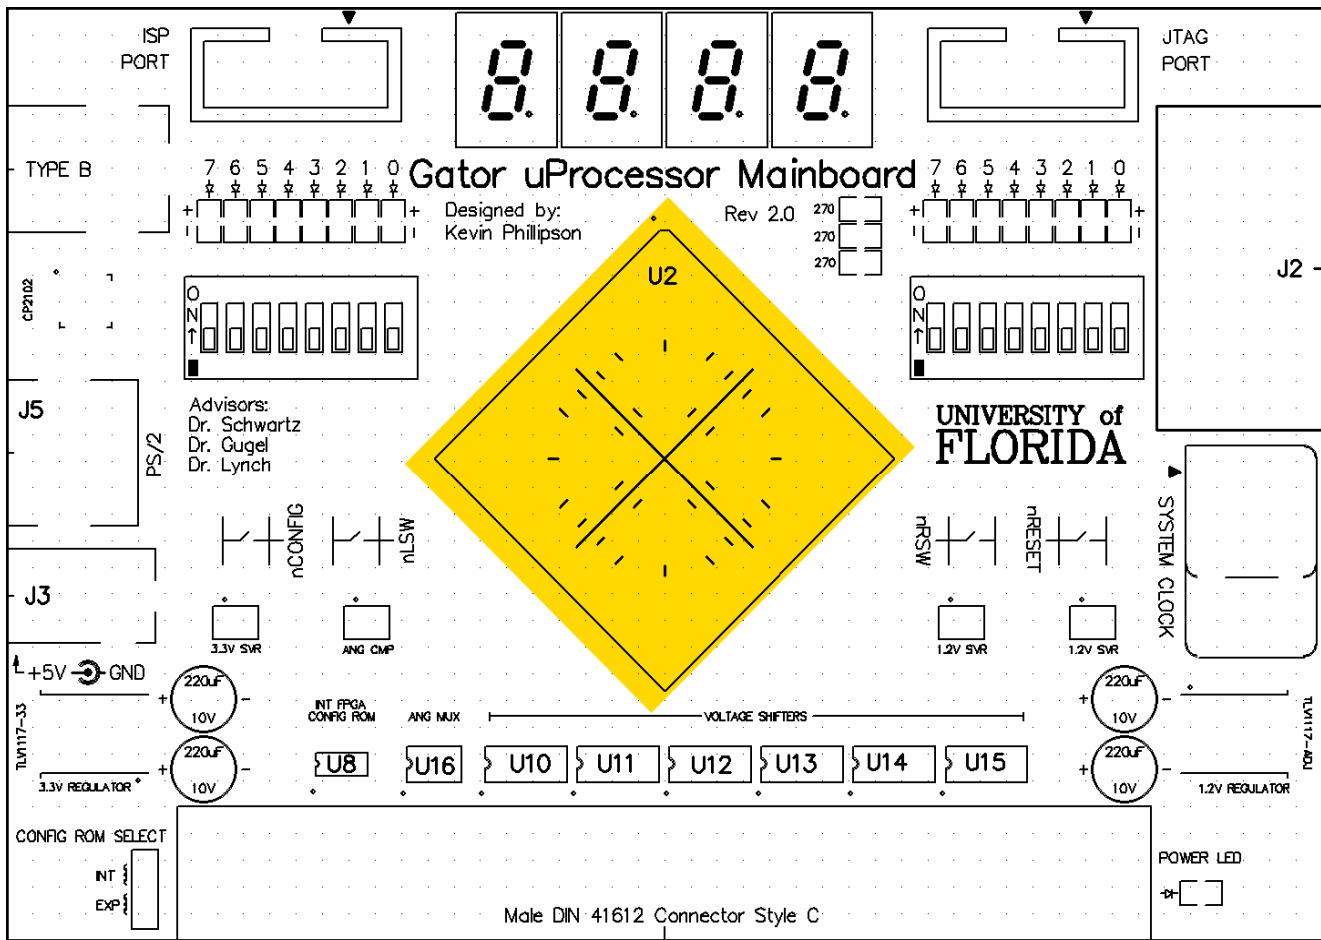 ISP
PORT
JTAG
PORT
TYPE B
7 6 5 4 3 2 1 0
Gator uProcessor Mainboard
7 6 5 4 3 2 1 0
+ +
- -
Designed by:
Kevin Phillipson
Rev 2.0
270
270
270
+ +
- -
U2
J2
CP2102
ON
ON
J5
PS/2
Advisors:
Dr. Schwartz
Dr. Gugel
Dr. Lynch
UNIVERSITY of
FLORIDA
nCONFIG
nLSW
nRSW
nRESET
SYSTEM CLOCK
J3
3.3V SVR
ANG CMP
1.2V SVR
1.2V SVR
+5V GND
TLV1117-33
+ 220uF 10V -
+ 220uF 10V -
3.3V REGULATOR
INT FPGA
CONFIG ROM
ANG MUX
VOLTAGE SHIFTERS
U8
U16
U10
U11
U12
U13
U14
U15
+ 220uF 10V -
+ 220uF 10V -
TLV1117-ADJ
1.2V REGULATOR
CONFIG ROM SELECT
INT
EXP
Male DIN 41612 Connector Style C
POWER LED